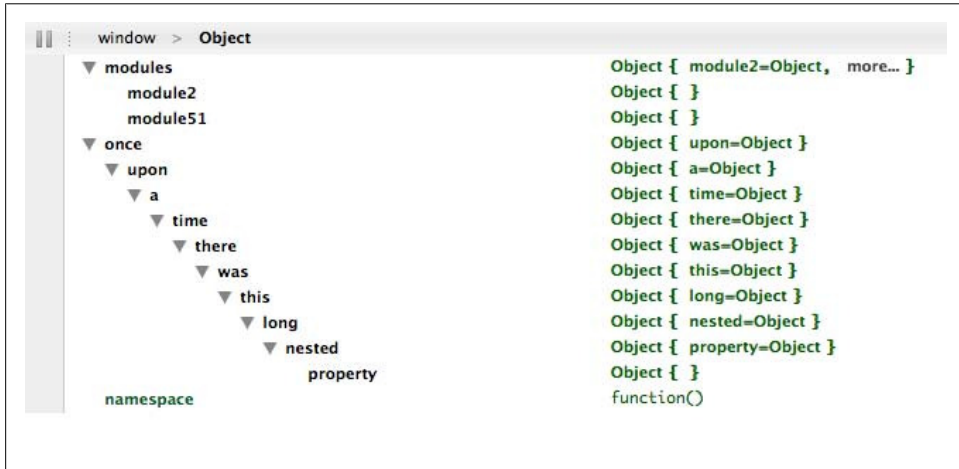 window > Object
modules Object { module2=Object, more... }
module2 Object { }
module51 Object { }
once Object { upon=Object }
upon Object { a=Object }
a Object { time=Object }
time Object { there=Object }
there Object { was=Object }
was Object { this=Object }
this Object { long=Object }
long Object { nested=Object }
nested Object { property=Object }
property Object { }
namespace function()